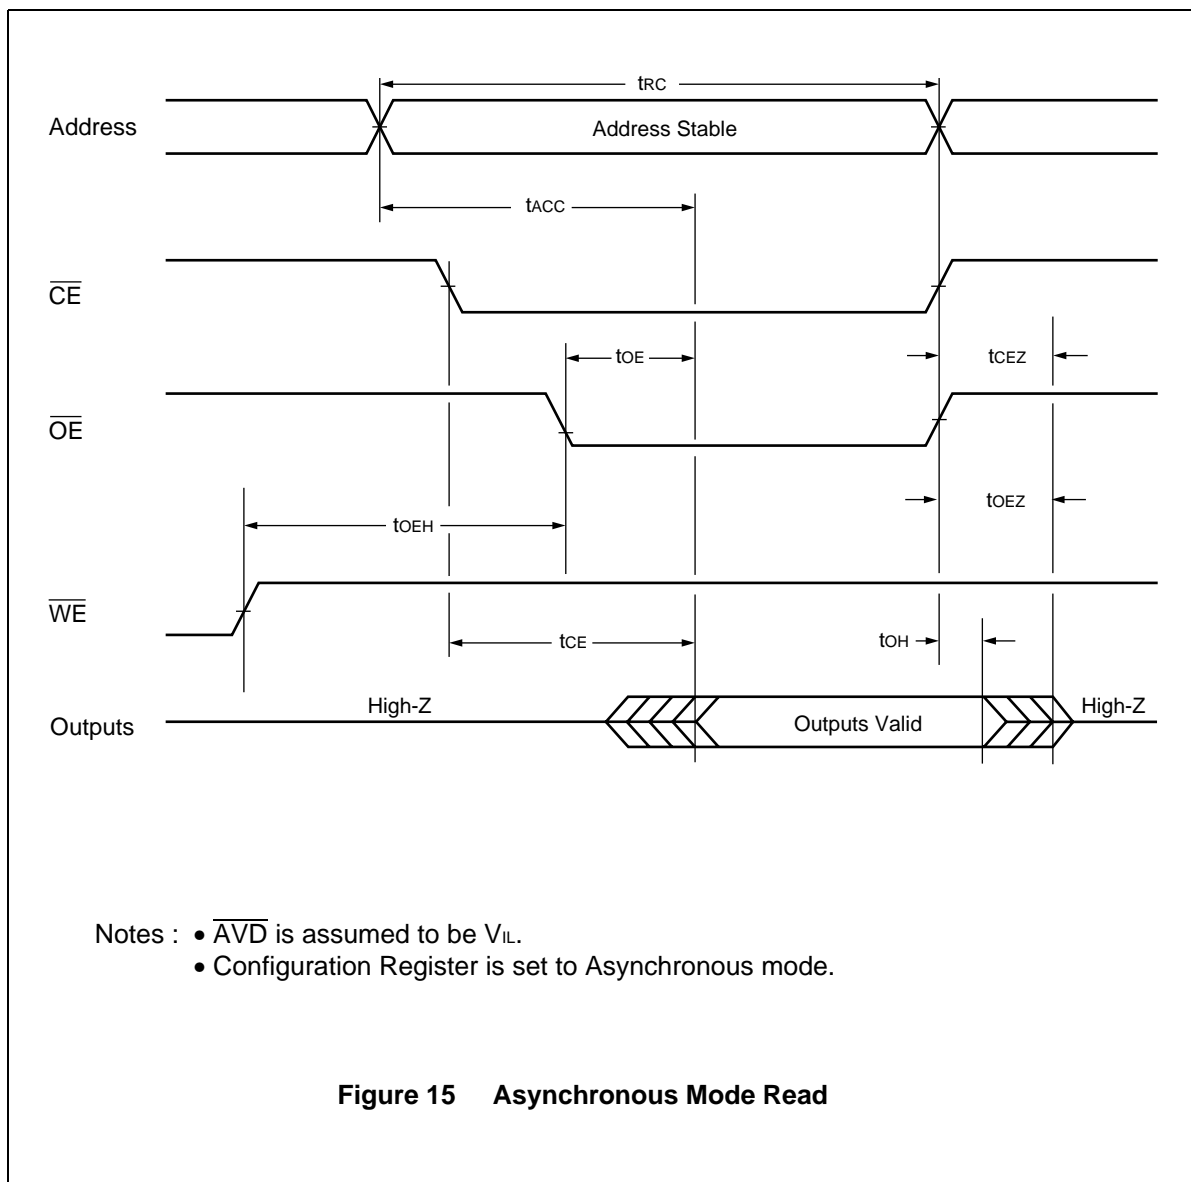 tRC
Address
Address Stable
tACC
CE
tOE
tCEZ
OE
tOEH
tOEZ
WE
tCE
tOH
High-Z
High-Z
Outputs
Outputs Valid
Notes : • AVD is assumed to be VIL.
• Configuration Register is set to Asynchronous mode.
Figure 15 Asynchronous Mode Read